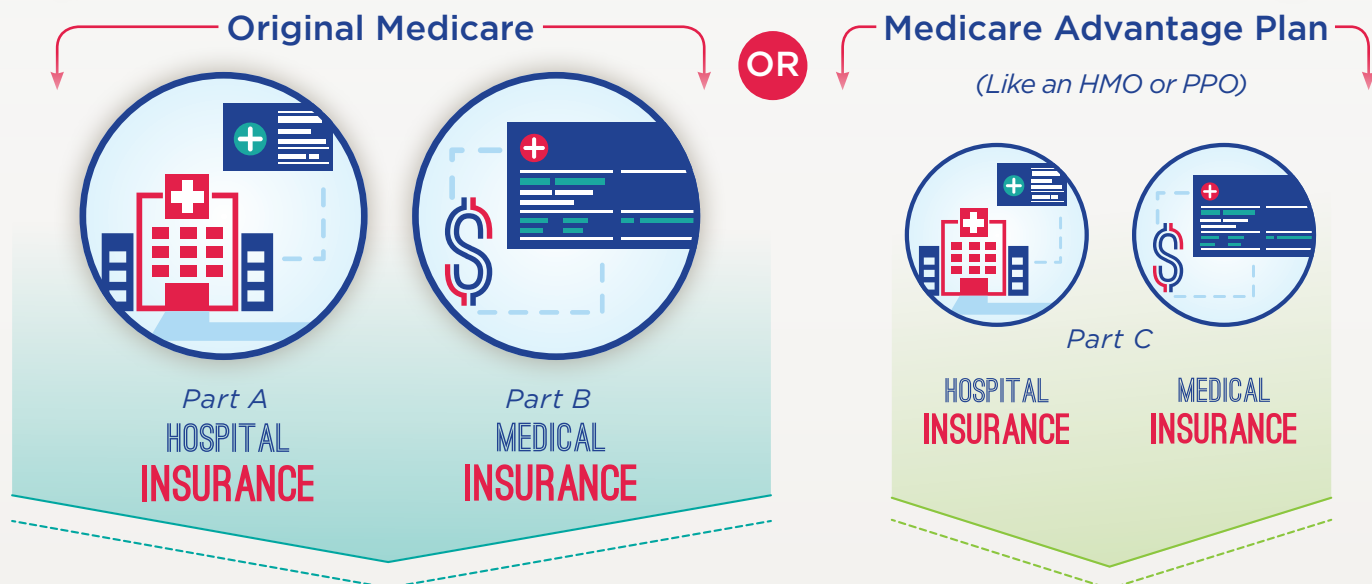 Original Medicare
Part A
HOSPITAL
INSURANCE
Part B
MEDICAL
INSURANCE
OR
Medicare Advantage Plan
(Like an HMO or PPO)
Part C
HOSPITAL
INSURANCE
MEDICAL
INSURANCE